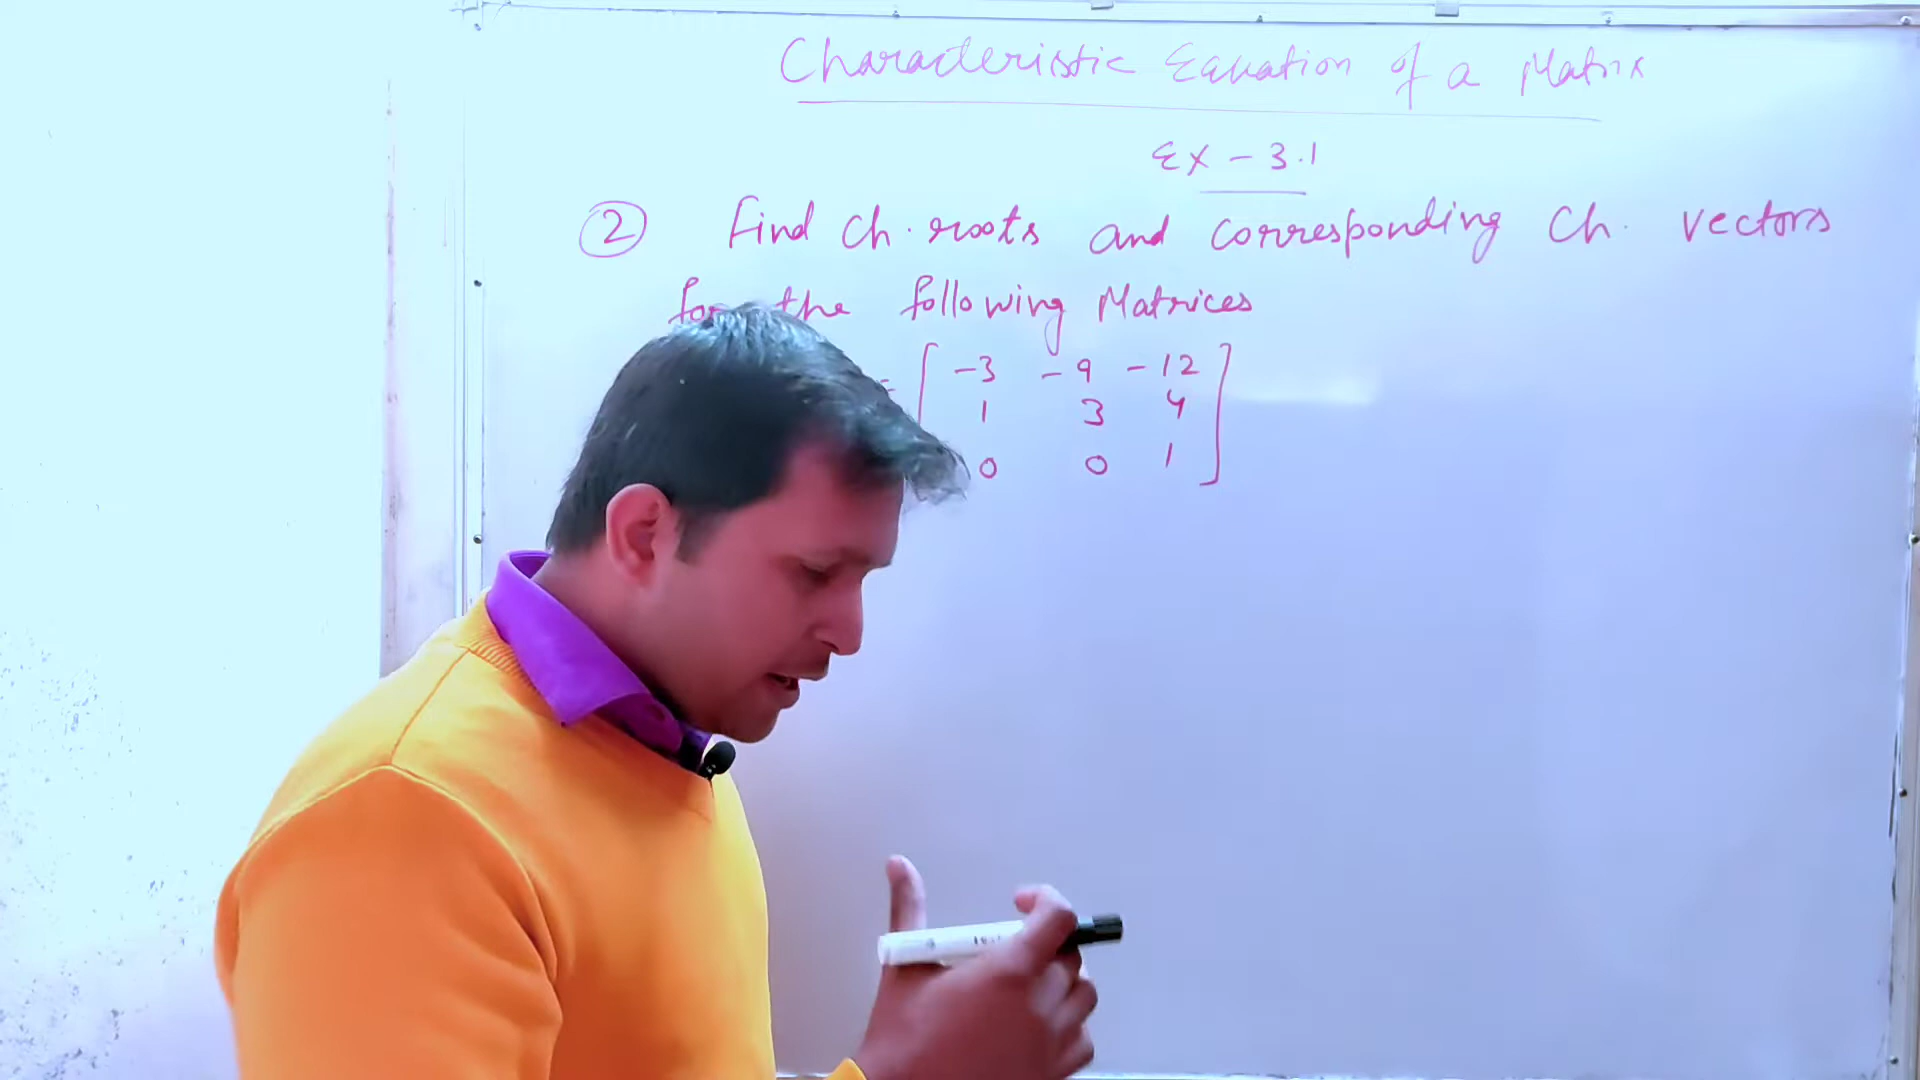 Characteristic Equation of a Matrix
Ex - 3.1
② Find Ch. roots and corresponding Ch. vectors
for the following Matrices
= [ -3 -9 -12
1 3 4
0 0 1 ]